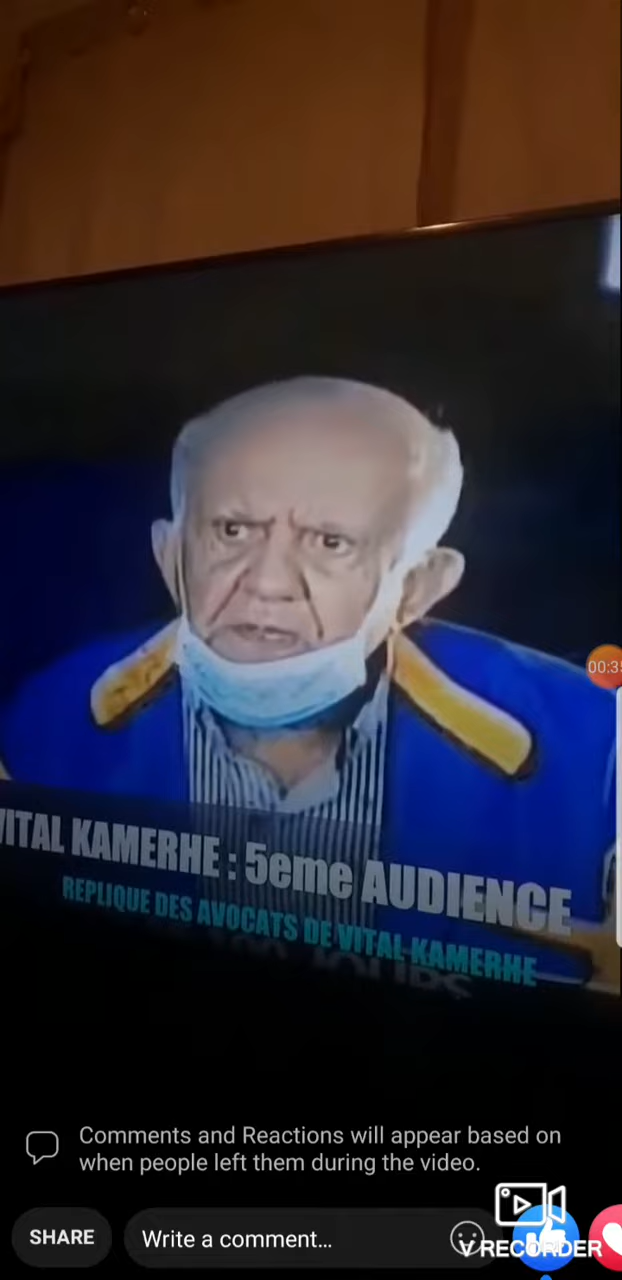 00:35
VITAL KAMERHE : 5eme AUDIENCE
REPLIQUE DES AVOCATS DE VITAL KAMERHE
JOURS
Comments and Reactions will appear based on
when people left them during the video.
SHARE
Write a comment...
V RECORDER